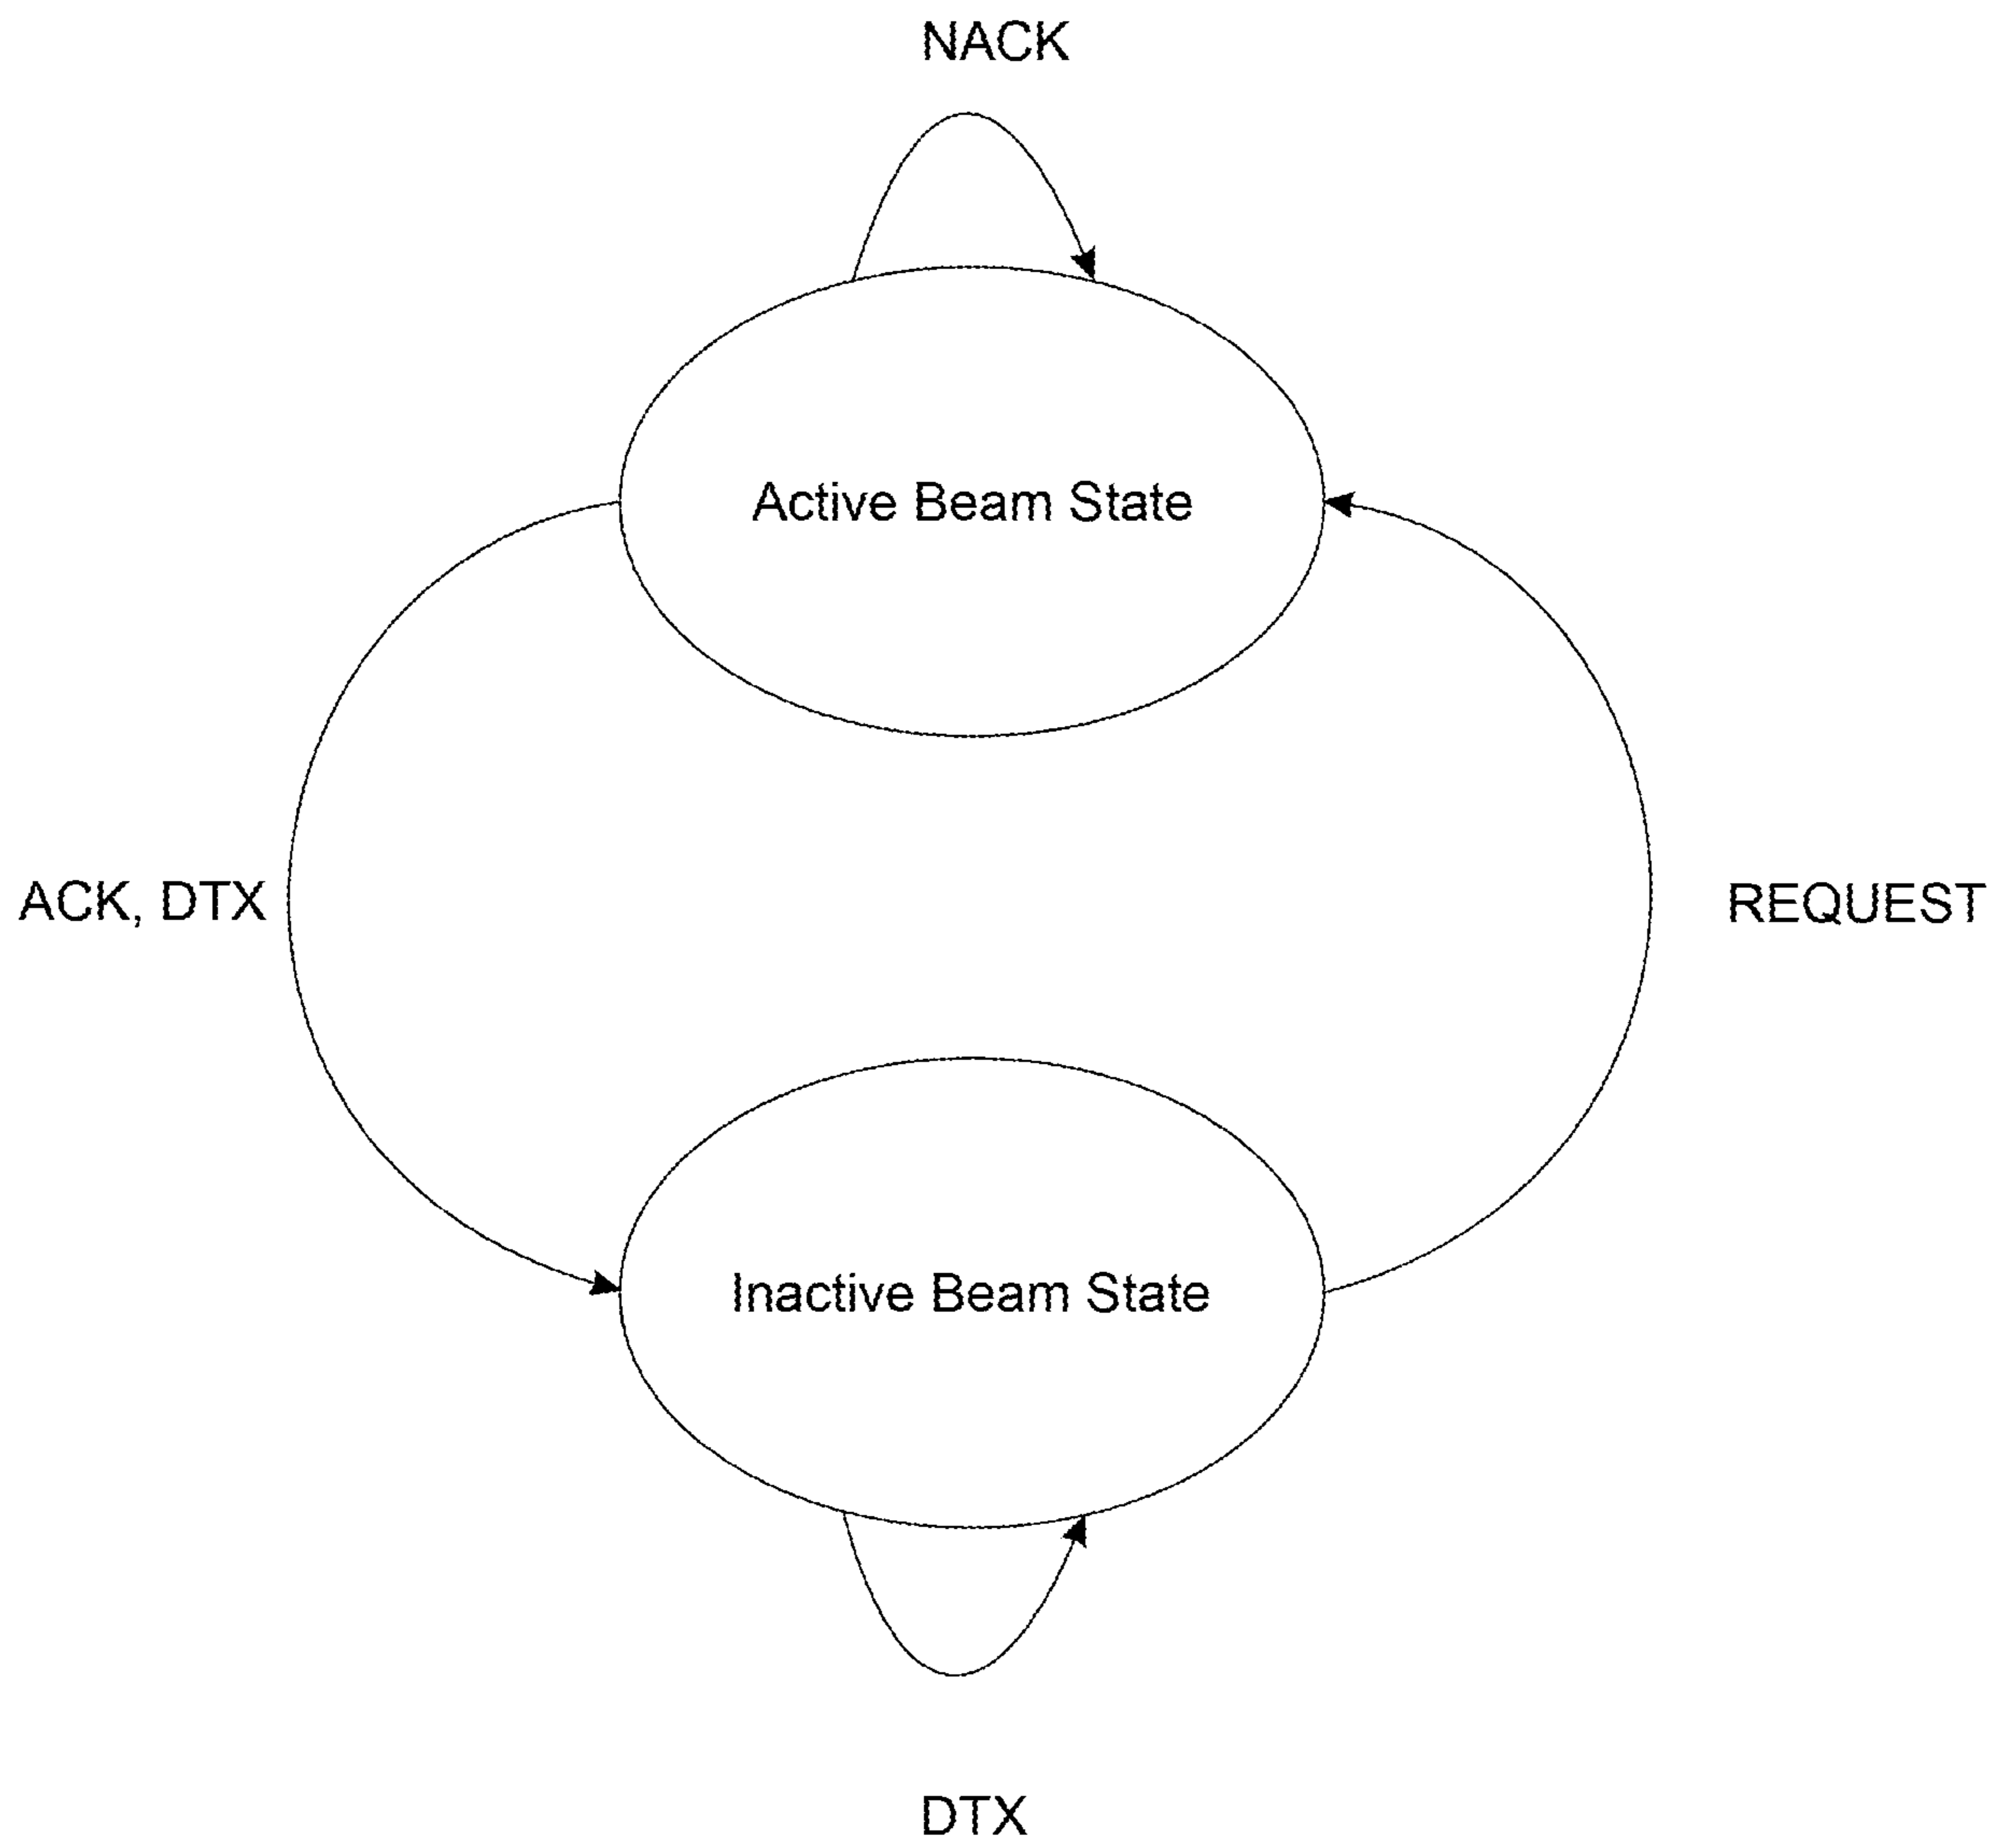 NACK
Active Beam State
ACK, DTX
REQUEST
Inactive Beam State
DTX